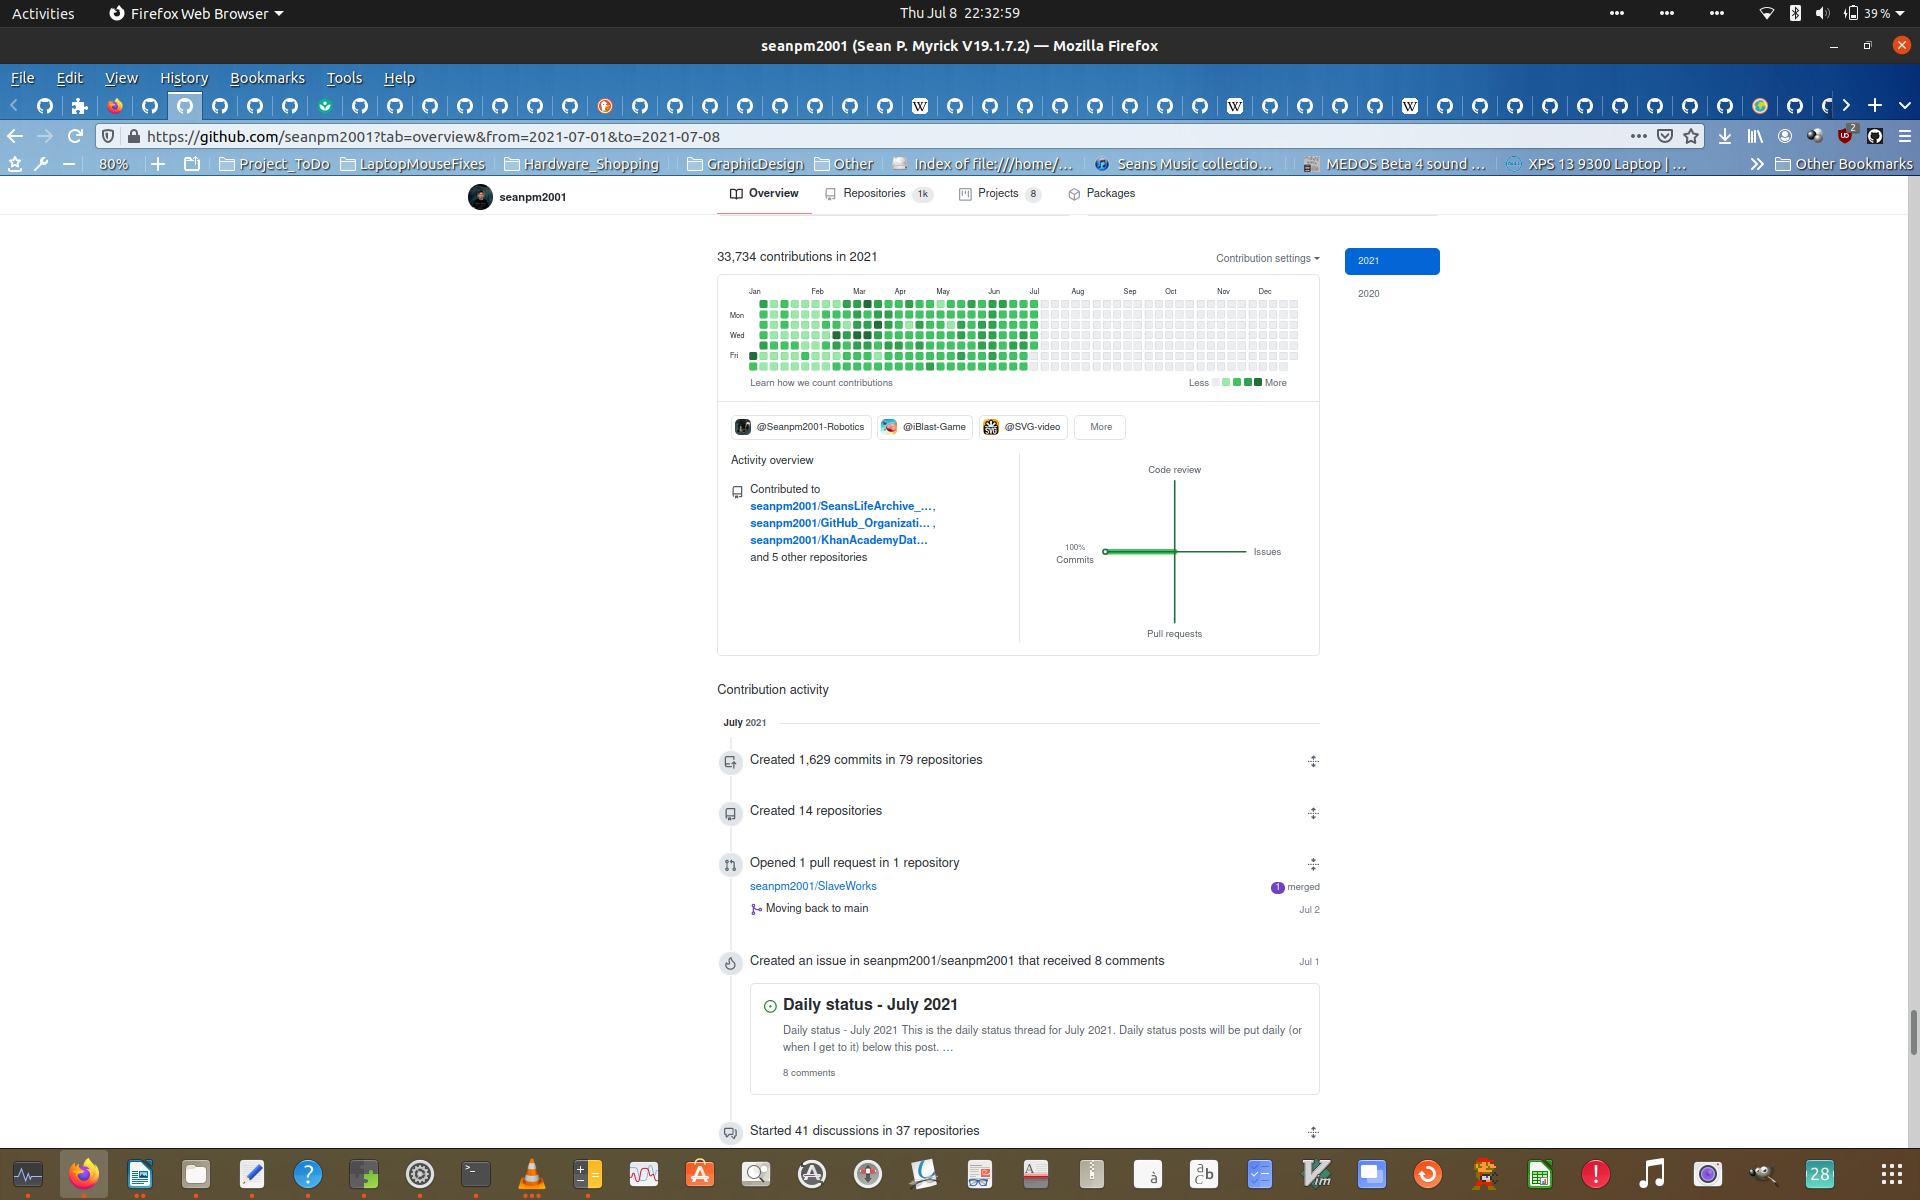 Activities Firefox Web Browser Thu Jul 8 22:32:59 39 %
seanpm2001 (Sean P. Myrick V19.1.7.2) — Mozilla Firefox
File Edit View History Bookmarks Tools Help
https://github.com/seanpm2001?tab=overview&from=2021-07-01&to=2021-07-08 2
80% Project_ToDo LaptopMouseFixes Hardware_Shopping GraphicDesign Other Index of file:///home/... Seans Music collectio... MEDOS Beta 4 sound ... XPS 13 9300 Laptop | ... Other Bookmarks
seanpm2001 Overview Repositories 1k Projects 8 Packages
33,734 contributions in 2021 Contribution settings 2021
2020
Jan Feb Mar Apr May Jun Jul Aug Sep Oct Nov Dec
Mon
Wed
Fri
Learn how we count contributions Less More
@Seanpm2001-Robotics @iBlast-Game @SVG-video More
Activity overview
Contributed to
seanpm2001/SeansLifeArchive_...,
seanpm2001/GitHub_Organizati... ,
seanpm2001/KhanAcademyDat...
and 5 other repositories
Code review
100%
Commits
Issues
Pull requests
Contribution activity
July 2021
Created 1,629 commits in 79 repositories
Created 14 repositories
Opened 1 pull request in 1 repository
seanpm2001/SlaveWorks 1 merged
Moving back to main Jul 2
Created an issue in seanpm2001/seanpm2001 that received 8 comments Jul 1
Daily status - July 2021
Daily status - July 2021 This is the daily status thread for July 2021. Daily status posts will be put daily (or
when I get to it) below this post. ...
8 comments
Started 41 discussions in 37 repositories
28